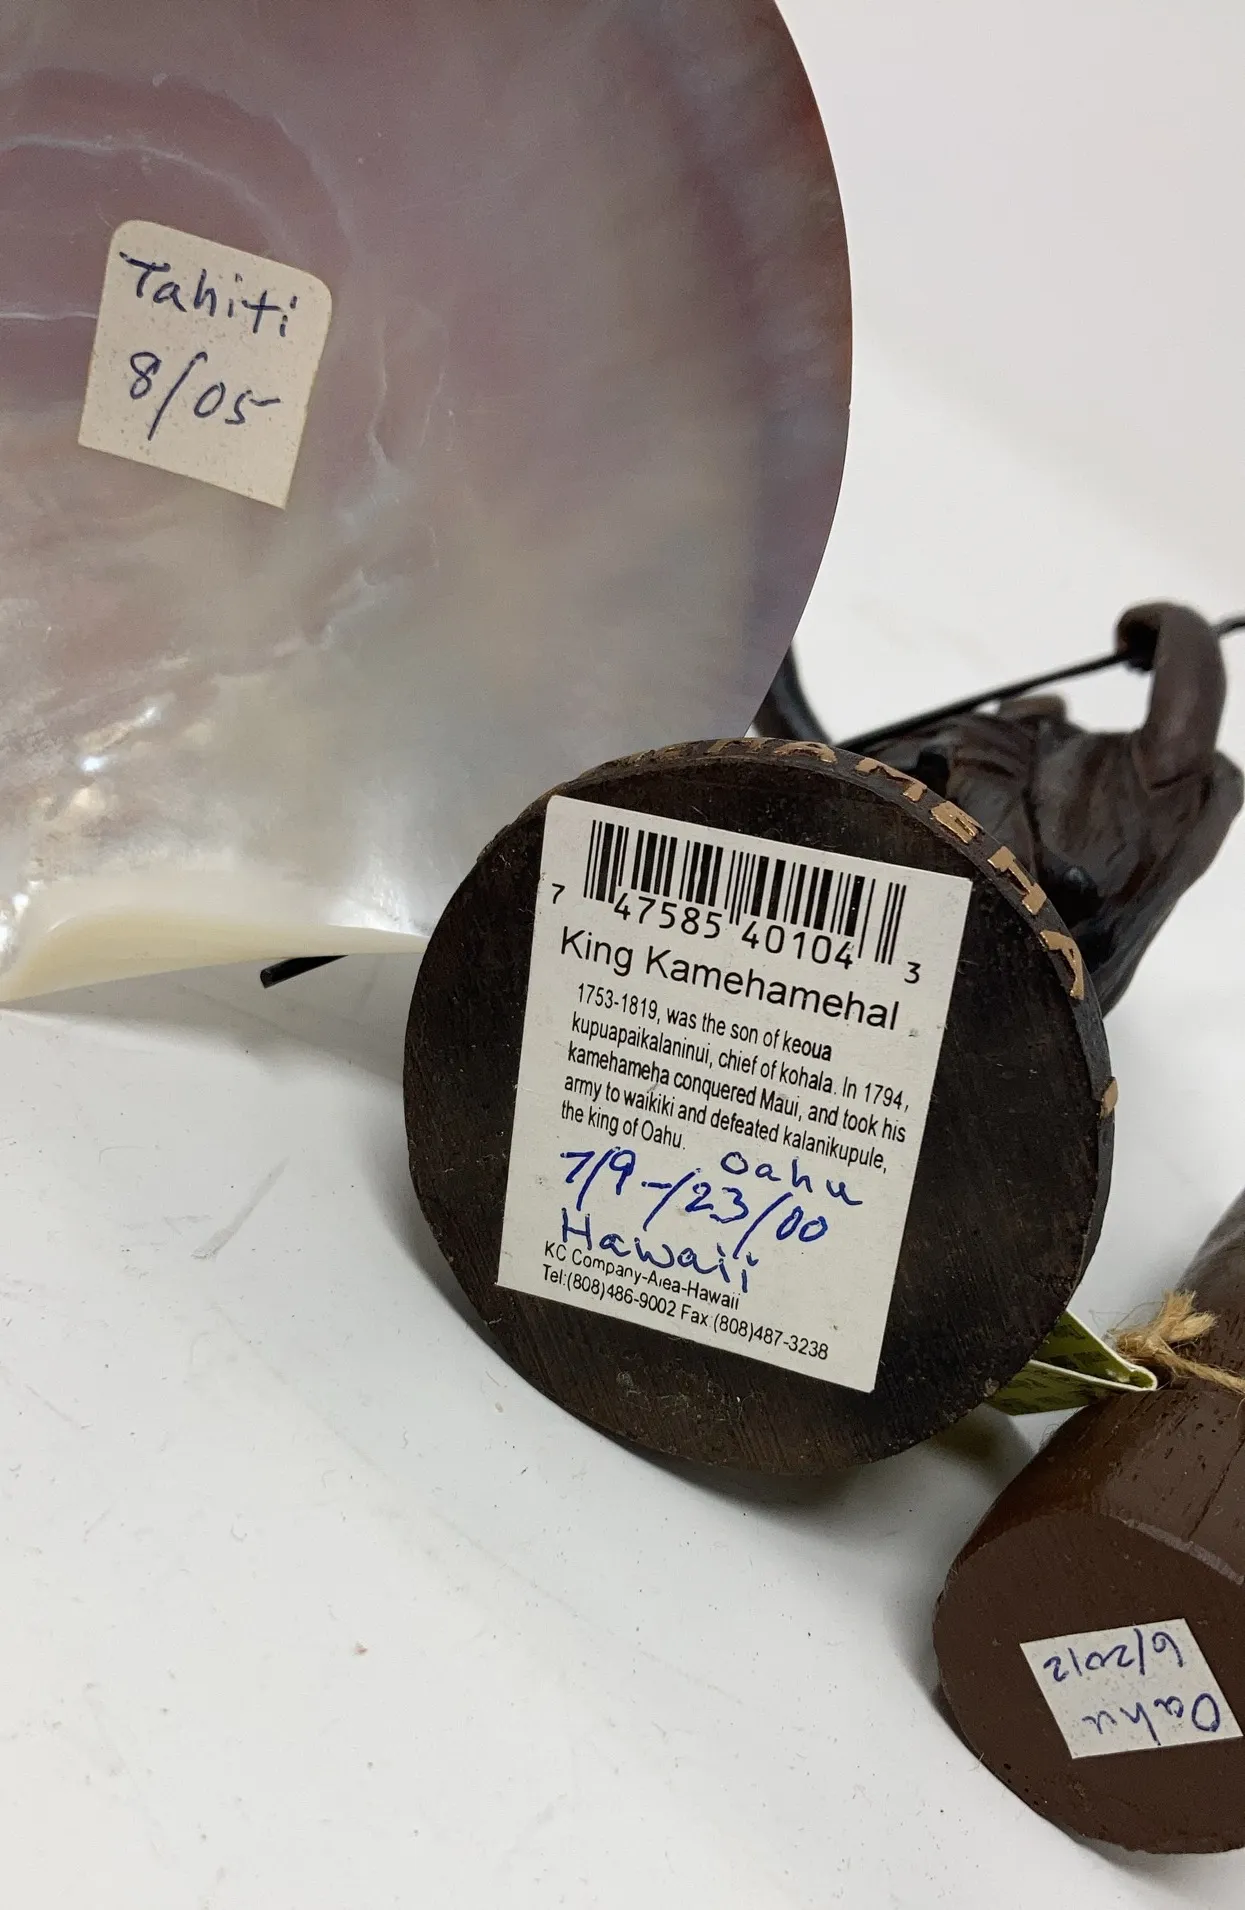 Tahiti
8/05
HAMEHA
7 47585 40104 3
King Kamehamehal
1753-1819, was the son of keoua
kupuapaikalaninui, chief of kohala. In 1794,
kamehameha conquered Maui, and took his
army to waikiki and defeated kalanikupule,
the king of Oahu.
Oahu
7/9-/23/00
Hawaii
KC Company-Aiea-Hawaii
Tel:(808)486-9002 Fax:(808)487-3238
Oahu
6/2012